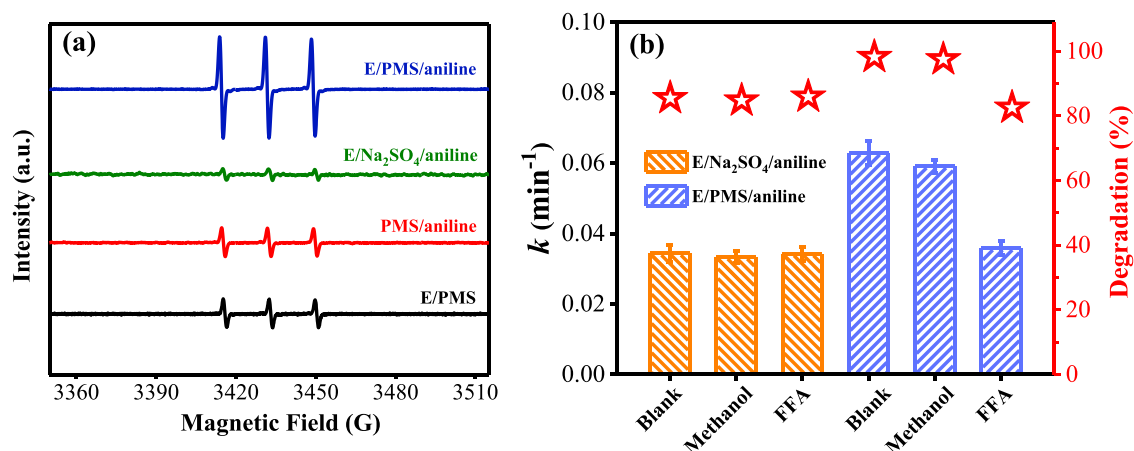 (a)
E/PMS/aniline
E/Na₂SO₄/aniline
PMS/aniline
E/PMS
Intensity (a.u.)
3360 3390 3420 3450 3480 3510
Magnetic Field (G)
(b)
0.10
0.08
0.06
0.04
0.02
0.00
k (min⁻¹)
E/Na₂SO₄/aniline
E/PMS/aniline
Blank Methanol FFA Blank Methanol FFA
100
80
60
40
20
0
Degradation (%)